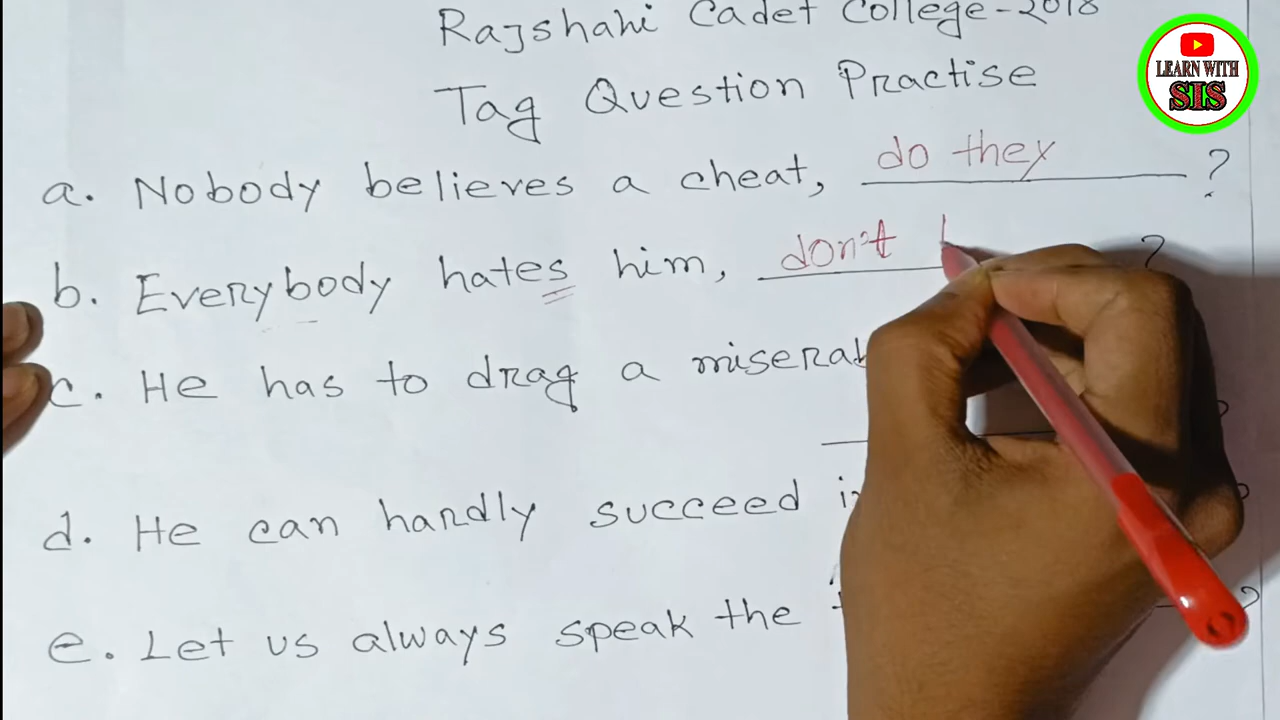 Rajshahi Cadet College-2018
Tag Question Practise
LEARN WITH
SIS
a. Nobody believes a cheat, do they ?
b. Everybody hates him, don't ?
c. He has to drag a ?
d. He can hardly succeed ?
e. Let us always speak the ?